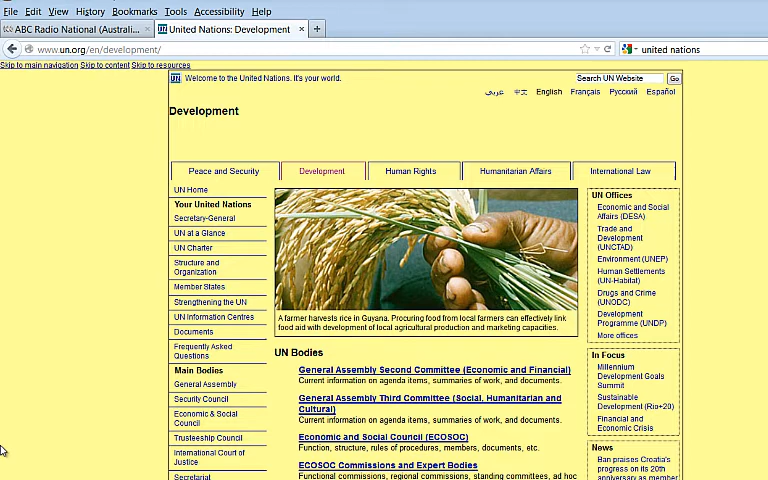 File Edit View History Bookmarks Tools Accessibility Help
ABC Radio National (Australi... × United Nations: Development × +
www.un.org/en/development/ united nations
Skip to main navigation Skip to content Skip to resources
UN Welcome to the United Nations. It's your world. Search UN Website Go
عربي 中文 English Français Русский Español
Development
Peace and Security Development Human Rights Humanitarian Affairs International Law
UN Home
Your United Nations
Secretary-General
UN at a Glance
UN Charter
Structure and
Organization
Member States
Strengthening the UN
UN Information Centres
Documents
Frequently Asked
Questions
Main Bodies
General Assembly
Security Council
Economic & Social
Council
Trusteeship Council
International Court of
Justice
Secretariat
A farmer harvests rice in Guyana. Procuring food from local farmers can effectively link
food aid with development of local agricultural production and marketing capacities.
UN Bodies
General Assembly Second Committee (Economic and Financial)
Current information on agenda items, summaries of work, and documents.
General Assembly Third Committee (Social, Humanitarian and
Cultural)
Current information on agenda items, summaries of work, and documents.
Economic and Social Council (ECOSOC)
Function, structure, rules of procedures, members, documents, etc.
ECOSOC Commissions and Expert Bodies
Functional commissions, regional commissions, standing committees, ad hoc
UN Offices
Economic and Social
Affairs (DESA)
Trade and
Development
(UNCTAD)
Environment (UNEP)
Human Settlements
(UN-Habitat)
Drugs and Crime
(UNODC)
Development
Programme (UNDP)
More offices
In Focus
Millennium
Development Goals
Summit
Sustainable
Development (Rio+20)
Financial and
Economic Crisis
News
Ban praises Croatia's
progress on its 20th
anniversary as member